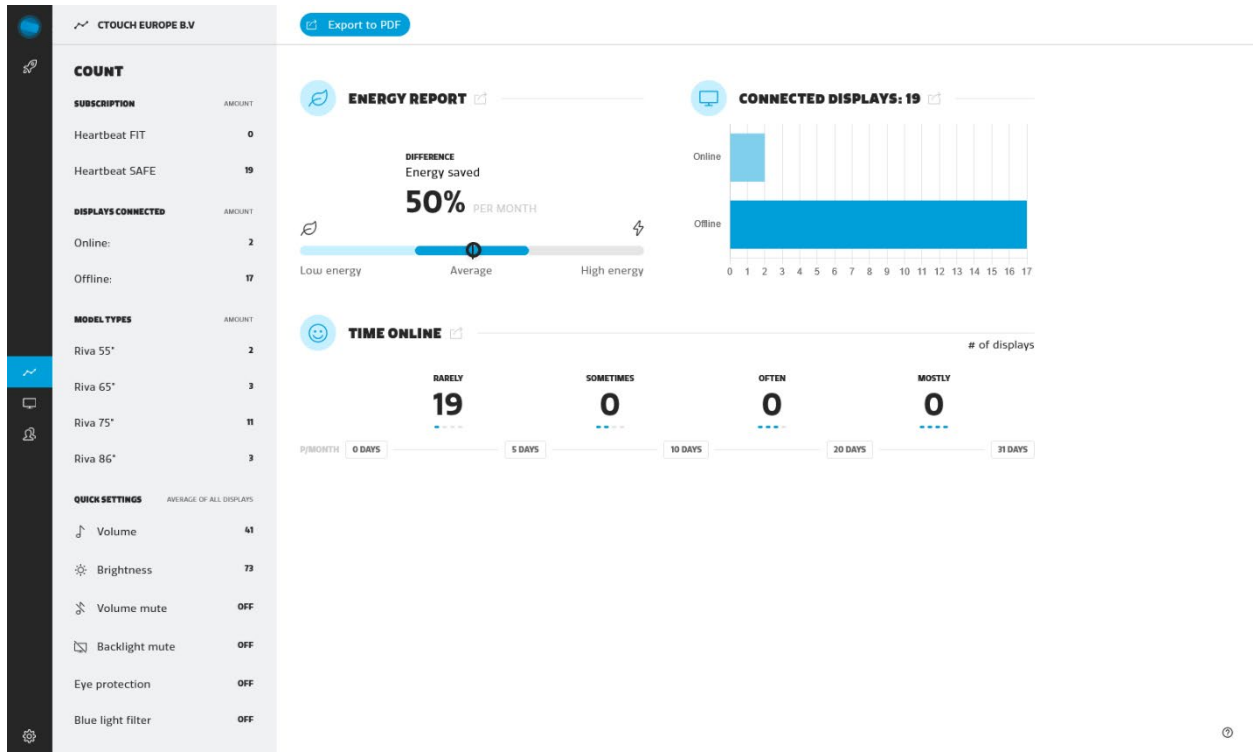 CTOUCH EUROPE B.V
Export to PDF
COUNT
SUBSCRIPTION AMOUNT
Heartbeat FIT 0
Heartbeat SAFE 19
DISPLAYS CONNECTED AMOUNT
Online: 2
Offline: 17
MODEL TYPES AMOUNT
Riva 55" 2
Riva 65" 3
Riva 75" 11
Riva 86" 3
QUICK SETTINGS AVERAGE OF ALL DISPLAYS
Volume 41
Brightness 73
Volume mute OFF
Backlight mute OFF
Eye protection OFF
Blue light filter OFF
ENERGY REPORT
DIFFERENCE
Energy saved
50% PER MONTH
Low energy Average High energy
CONNECTED DISPLAYS: 19
Online
Offline
0 1 2 3 4 5 6 7 8 9 10 11 12 13 14 15 16 17
TIME ONLINE
# of displays
RARELY SOMETIMES OFTEN MOSTLY
19 0 0 0
P/MONTH 0 DAYS 5 DAYS 10 DAYS 20 DAYS 31 DAYS